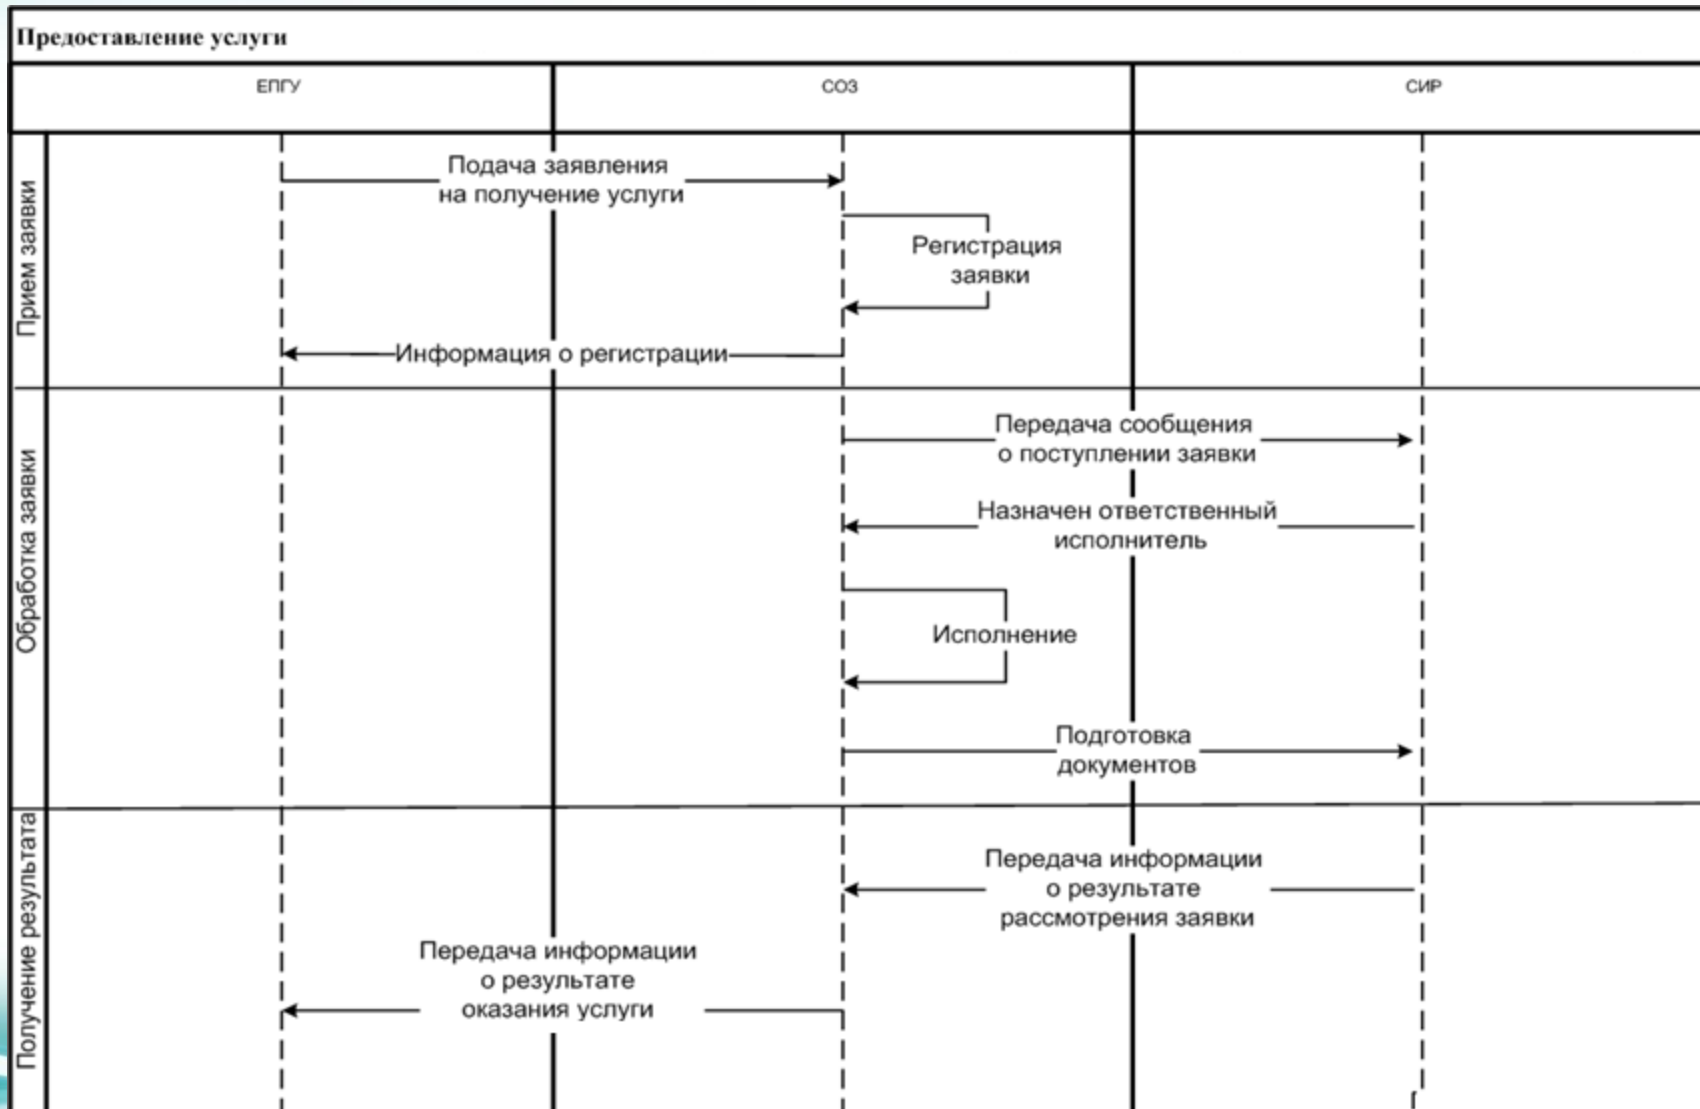 Предоставление услуги
ЕПГУ
СОЗ
СИР
Прием заявки
Подача заявления
на получение услуги
Регистрация
заявки
Информация о регистрации
Обработка заявки
Передача сообщения
о поступлении заявки
Назначен ответственный
исполнитель
Исполнение
Подготовка
документов
Получение результата
Передача информации
о результате
рассмотрения заявки
Передача информации
о результате
оказания услуги